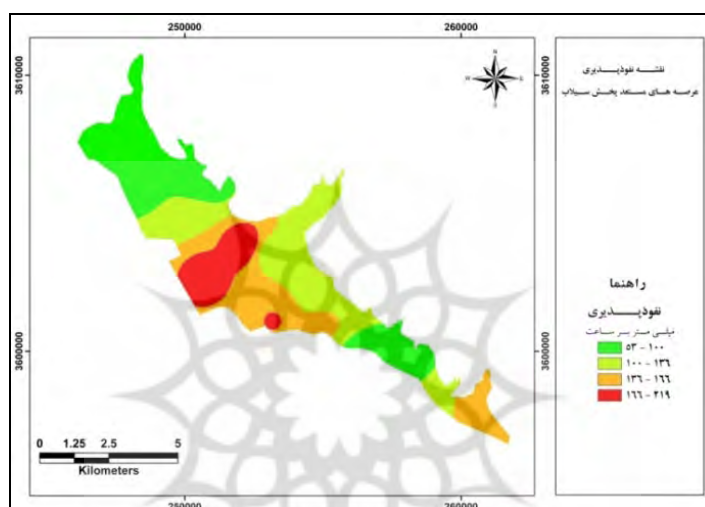 250000 260000
3610000 3610000
نقشه نفوذپذیری
عرصه های مستعد پخش سیلاب
N
W E
S
راهنما
نفوذپذیری
میلی متر بر ساعت
۵۳ - ۱۰۰
۱۰۰ - ۱۳۶
۱۳۶ - ۱۶۶
۱۶۶ - ۲۱۹
3600000 3600000
0 1.25 2.5 5
Kilometers
250000 260000